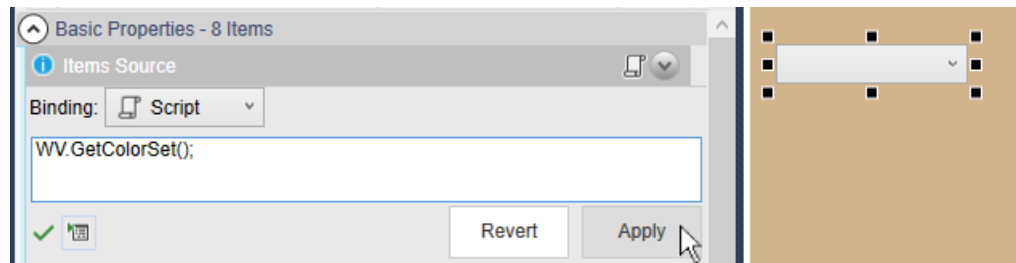 Basic Properties - 8 Items
Items Source
Binding: Script
WV.GetColorSet();
Revert Apply